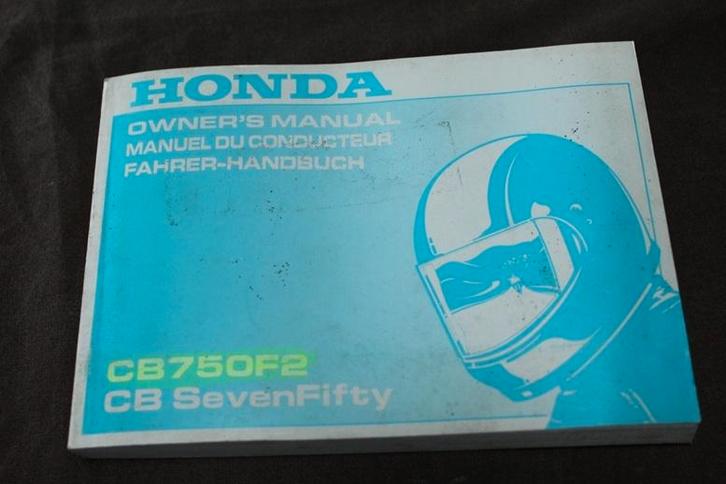 HONDA
OWNER'S MANUAL
MANUEL DU CONDUCTEUR
FAHRER-HANDBUCH
CB750F2
CB SevenFifty